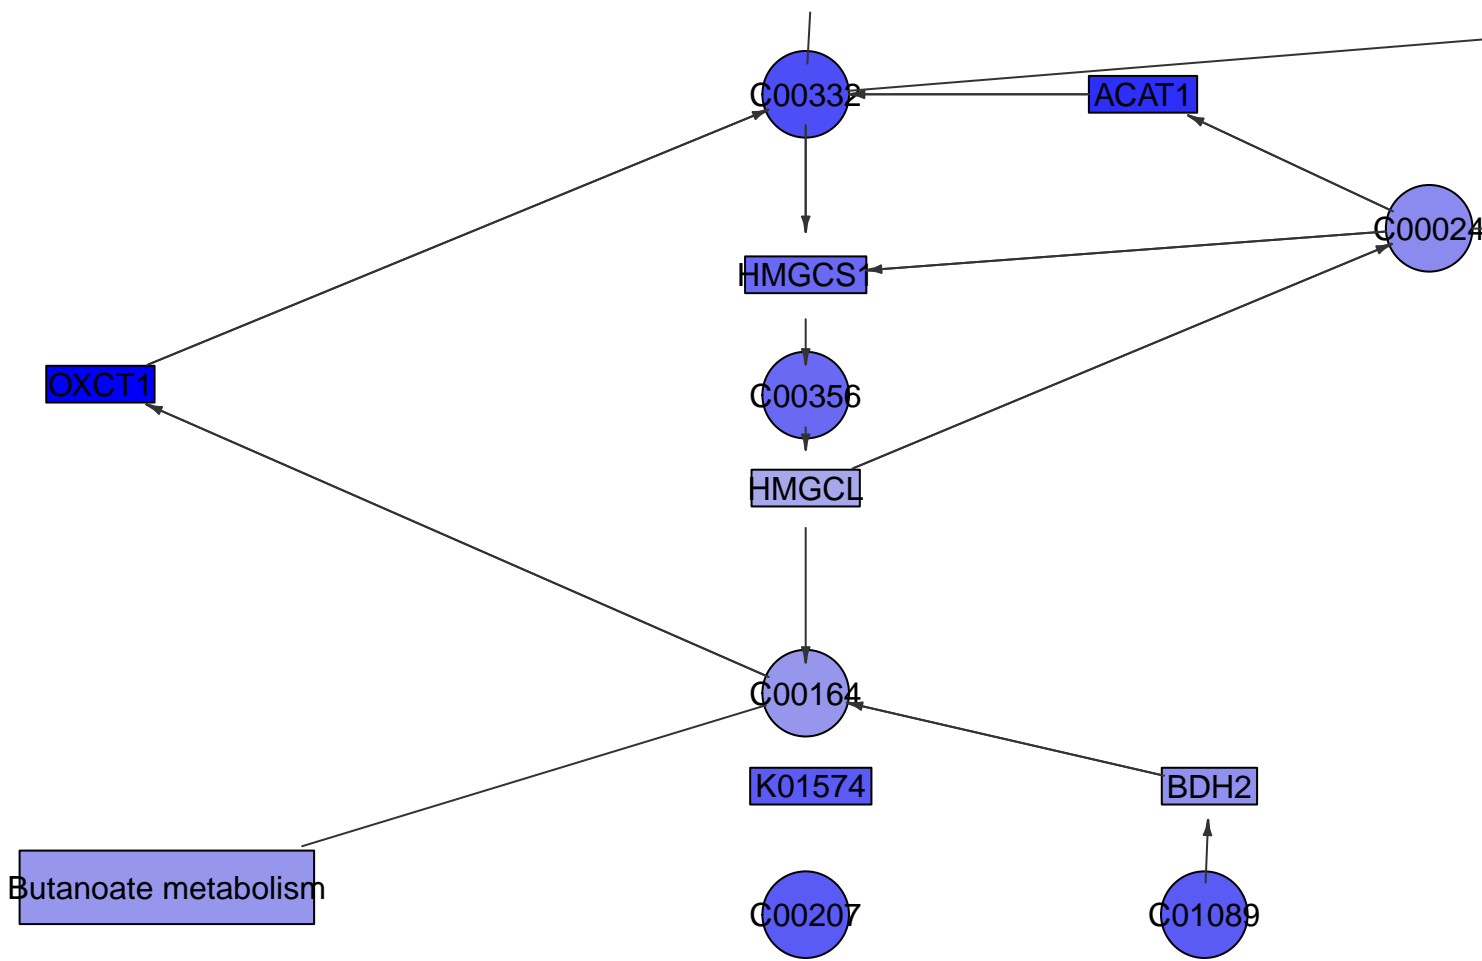 C00332
ACAT1
C00024
HMGCS1
OXCT1
C00356
HMGCL
C00164
K01574
BDH2
Butanoate metabolism
C00207
C01089